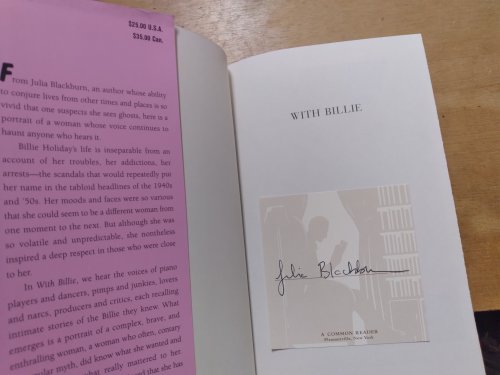 $25.00 U.S.A.
$35.00 Can.
From Julia Blackburn, an author whose ability
to conjure lives from other times and places is so
vivid that one suspects she sees ghosts, here is a
portrait of a woman whose voice continues to
haunt anyone who hears it.
Billie Holiday's life is inseparable from an
account of her troubles, her addictions, her
arrests—the scandals that would repeatedly put
her name in the tabloid headlines of the 1940s
and '50s. Her moods and faces were so various
that she could seem to be a different woman from
one moment to the next. But although she was
so volatile and unpredictable, she nonetheless
inspired a deep respect in those who were close
to her.
In With Billie, we hear the voices of piano
players and dancers, pimps and junkies, lovers
and narcs, producers and critics, each recalling
intimate stories of the Billie they knew. What
emerges is a portrait of a complex, brave, and
enthralling woman, a woman who often, contary
myth, did know what she wanted and
what really mattered to her.
that she has
WITH BILLIE
Julia Blackburn
A COMMON READER
Pleasantville, New York